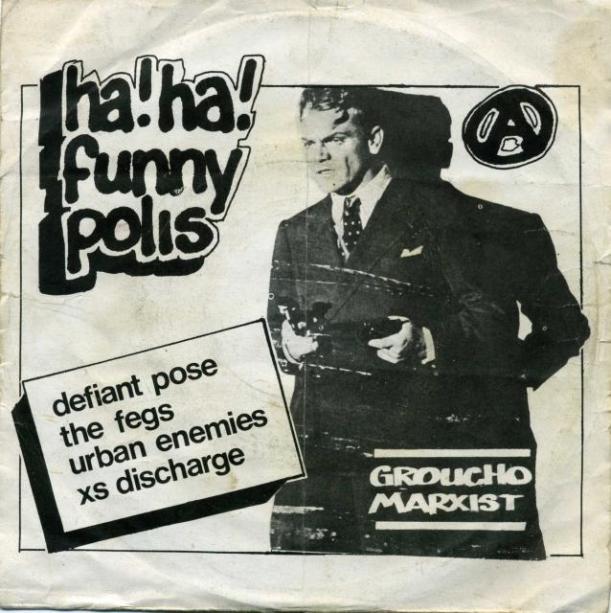 ha! ha!
funny
polis
A
defiant pose
the fegs
urban enemies
xs discharge
GROUCHO
MARXIST